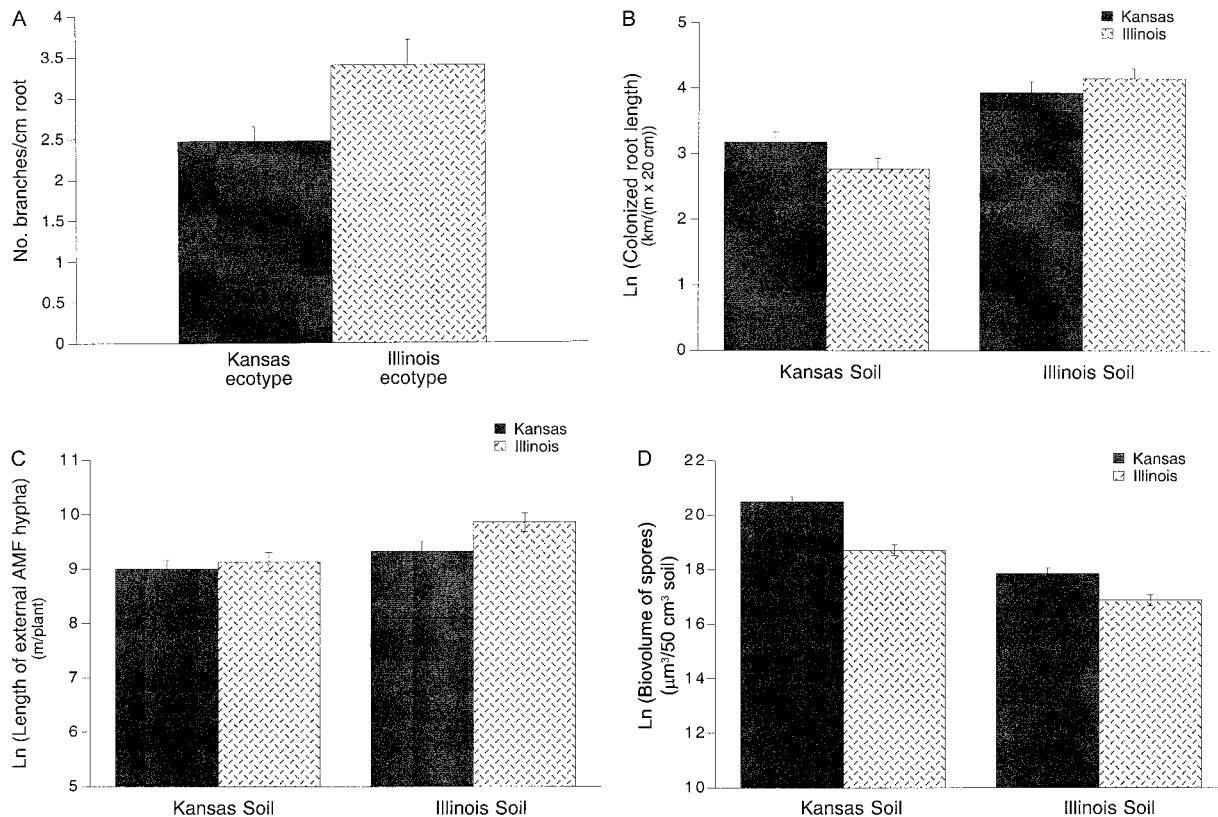 A
No. branches/cm root
4
3.5
3
2.5
2
1.5
1
0.5
0
Kansas
ecotype
Illinois
ecotype
B
Kansas
Illinois
Ln (Colonized root length)
(km/(m x 20 cm))
5
4
3
2
1
0
Kansas Soil
Illinois Soil
C
Kansas
Illinois
Ln (Length of external AMF hypha)
(m/plant)
11
10
9
8
7
6
5
Kansas Soil
Illinois Soil
D
Kansas
Illinois
Ln (Biovolume of spores)
(μm³/50 cm³ soil)
22
20
18
16
14
12
10
Kansas Soil
Illinois Soil